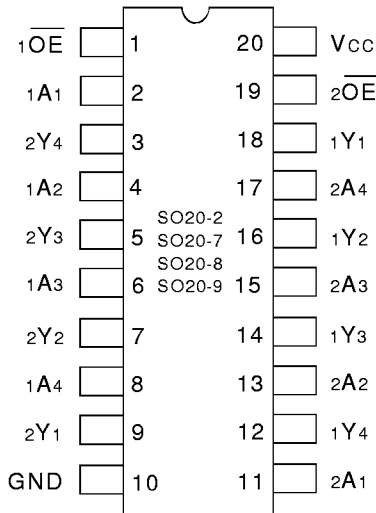 1OE 1 20 Vcc
1A1 2 19 2OE
2Y4 3 18 1Y1
1A2 4 17 2A4
SO20-2
2Y3 5 SO20-7 16 1Y2
SO20-8
1A3 6 SO20-9 15 2A3
2Y2 7 14 1Y3
1A4 8 13 2A2
2Y1 9 12 1Y4
GND 10 11 2A1